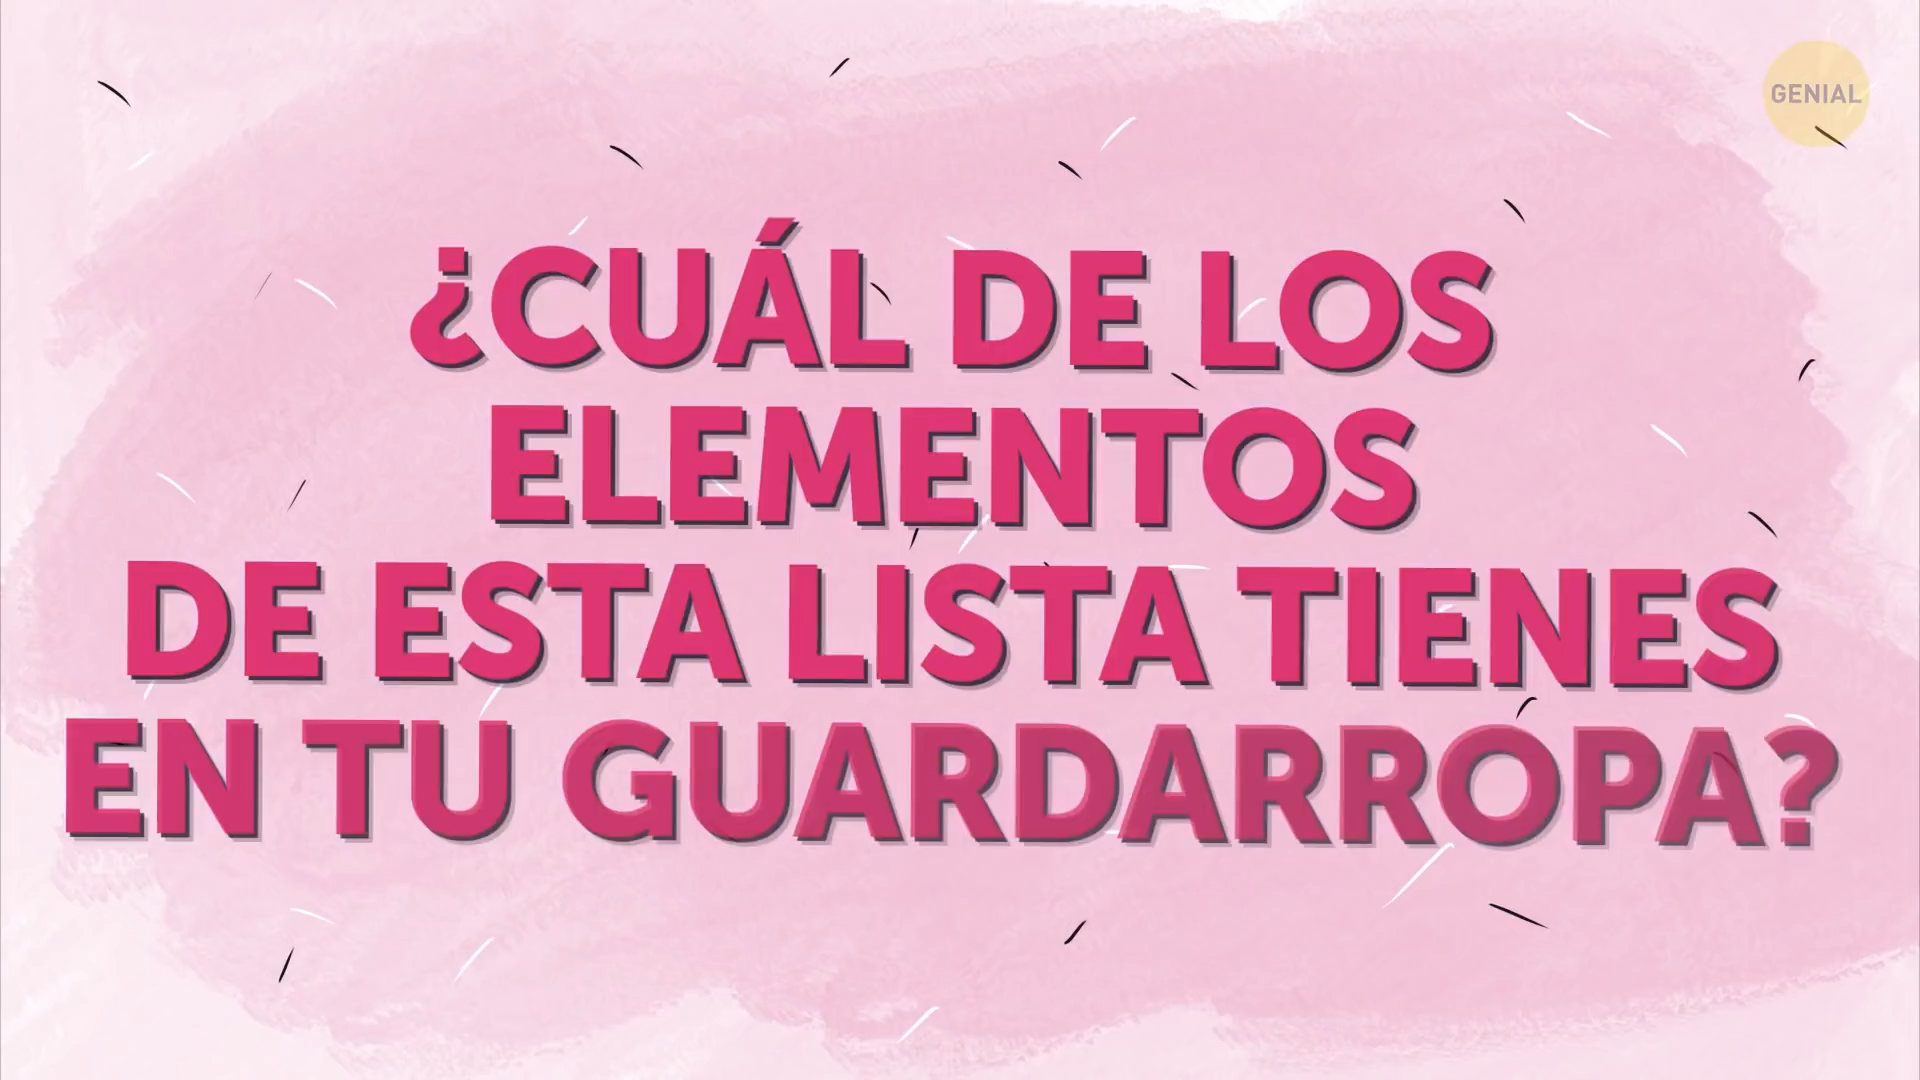 GENIAL
¿CUÁL DE LOS
ELEMENTOS
DE ESTA LISTA TIENES
EN TU GUARDARROPA?